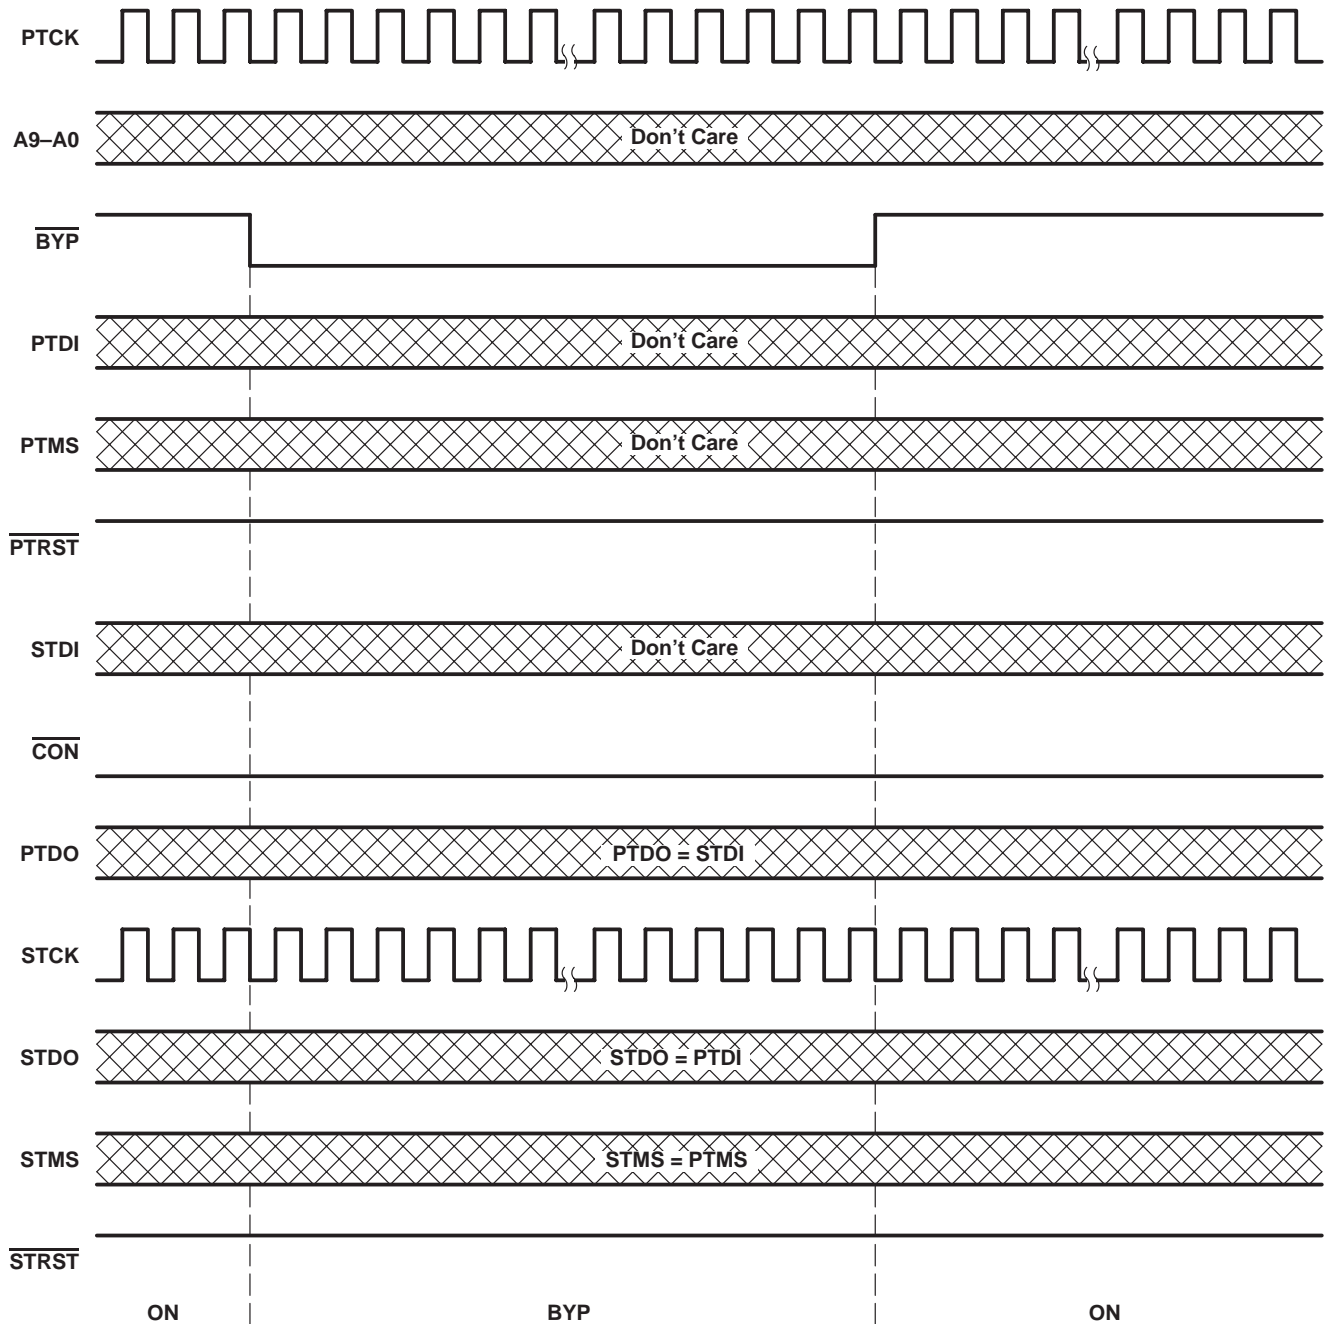 PTCK
A9–A0
Don't Care
BYP
PTDI
Don't Care
PTMS
Don't Care
PTRST
STDI
Don't Care
CON
PTDO
PTDO = STDI
STCK
STDO
STDO = PTDI
STMS
STMS = PTMS
STRST
ON
BYP
ON